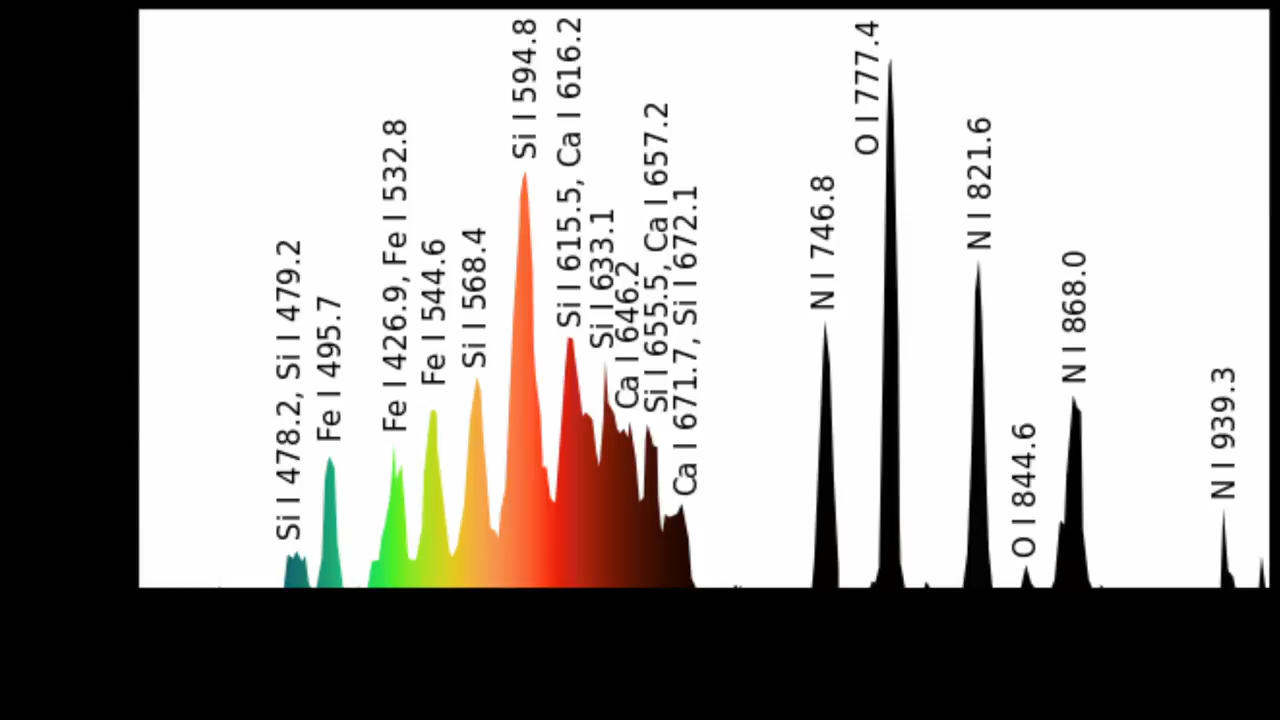 Si I 478.2, Si I 479.2
Fe I 495.7
Fe I 426.9, Fe I 532.8
Fe I 544.6
Si I 568.4
Si I 594.8
Si I 615.5, Ca I 616.2
Si I 633.1
Ca I 646.2
Si I 655.5, Ca I 657.2
Ca I 671.7, Si I 672.1
N I 746.8
O I 777.4
N I 821.6
O I 844.6
N I 868.0
N I 939.3